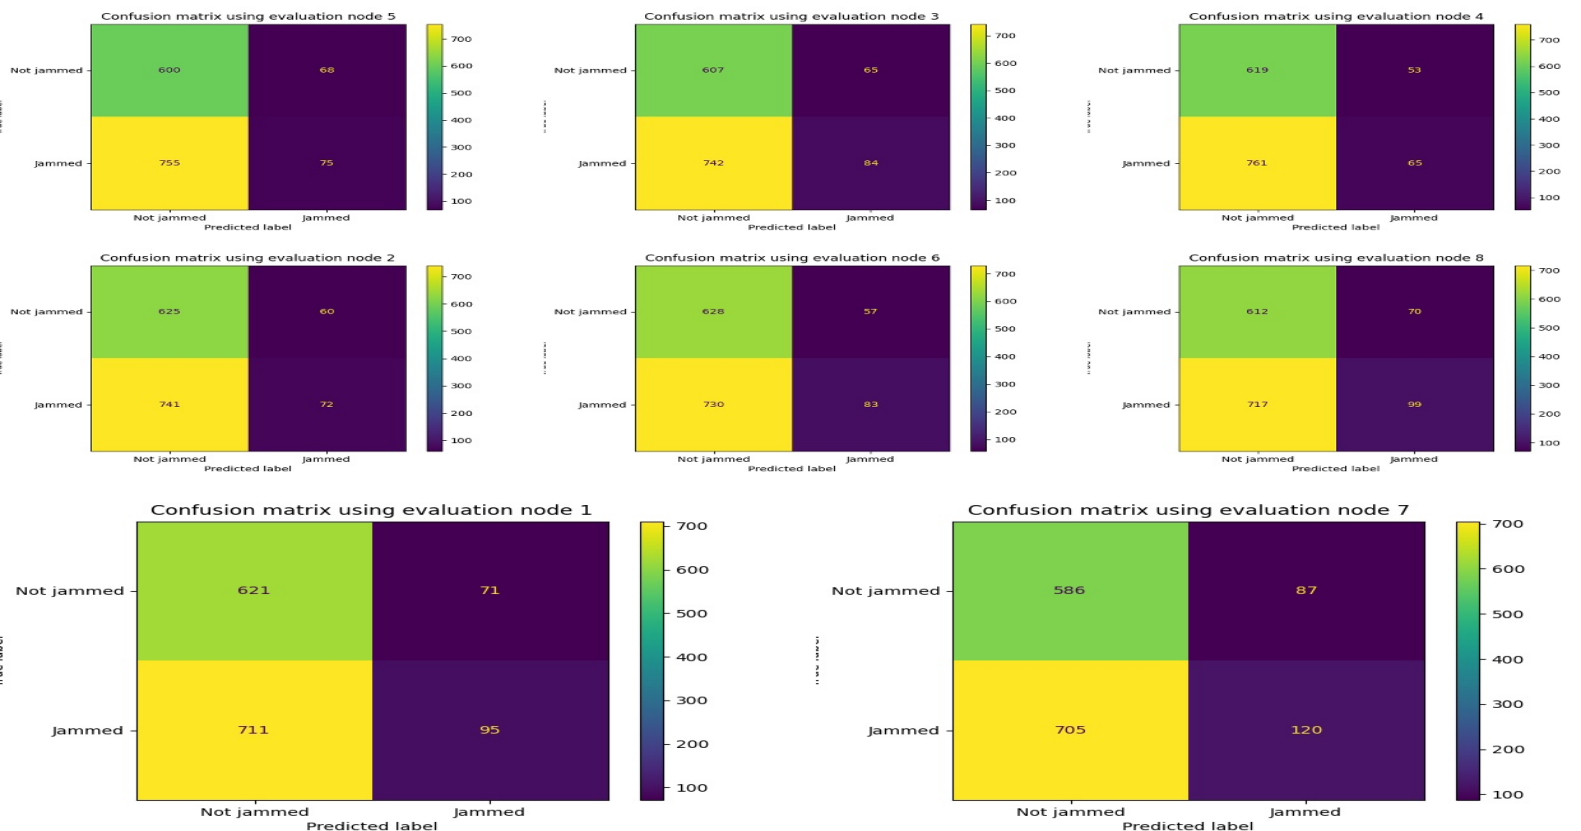 Confusion matrix using evaluation node 5
Not jammed
600
68
Jammed
755
75
Not jammed
Jammed
Predicted label
700
600
500
400
300
200
100
Confusion matrix using evaluation node 3
Not jammed
607
65
Jammed
742
84
Not jammed
Jammed
Predicted label
700
600
500
400
300
200
100
Confusion matrix using evaluation node 4
Not jammed
619
53
Jammed
761
65
Not jammed
Jammed
Predicted label
700
600
500
400
300
200
100
Confusion matrix using evaluation node 2
Not jammed
625
60
Jammed
741
72
Not jammed
Jammed
Predicted label
700
600
500
400
300
200
100
Confusion matrix using evaluation node 6
Not jammed
628
57
Jammed
730
83
Not jammed
Jammed
Predicted label
700
600
500
400
300
200
100
Confusion matrix using evaluation node 8
Not jammed
612
70
Jammed
717
99
Not jammed
Jammed
Predicted label
700
600
500
400
300
200
100
Confusion matrix using evaluation node 1
Not jammed
621
71
Jammed
711
95
Not jammed
Jammed
Predicted label
700
600
500
400
300
200
100
Confusion matrix using evaluation node 7
Not jammed
586
87
Jammed
705
120
Not jammed
Jammed
Predicted label
700
600
500
400
300
200
100